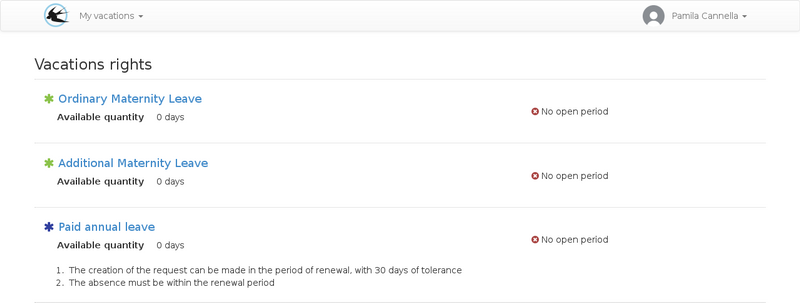 My vacations
Pamila Cannella
Vacations rights
Ordinary Maternity Leave
Available quantity 0 days
No open period
Additional Maternity Leave
Available quantity 0 days
No open period
Paid annual leave
Available quantity 0 days
No open period
1. The creation of the request can be made in the period of renewal, with 30 days of tolerance
2. The absence must be within the renewal period